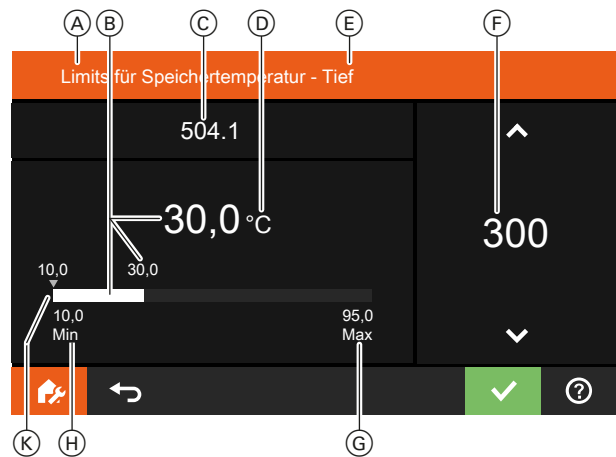 A B C D E F
Limits für Speichertemperatur - Tief
504.1
30,0 °C
300
10,0 30,0
10,0 95,0
Min Max
?
K H G